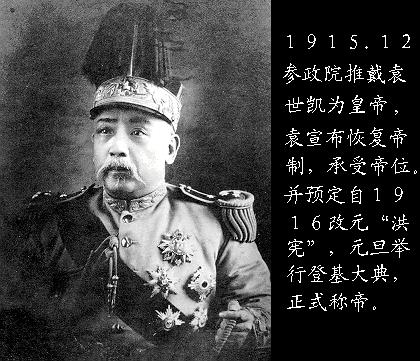 1915.12
参政院推戴袁
世凯为皇帝，
袁宣布恢复帝
制，承受帝位。
并预定自19
16改元“洪
宪”，元旦举
行登基大典，
正式称帝。